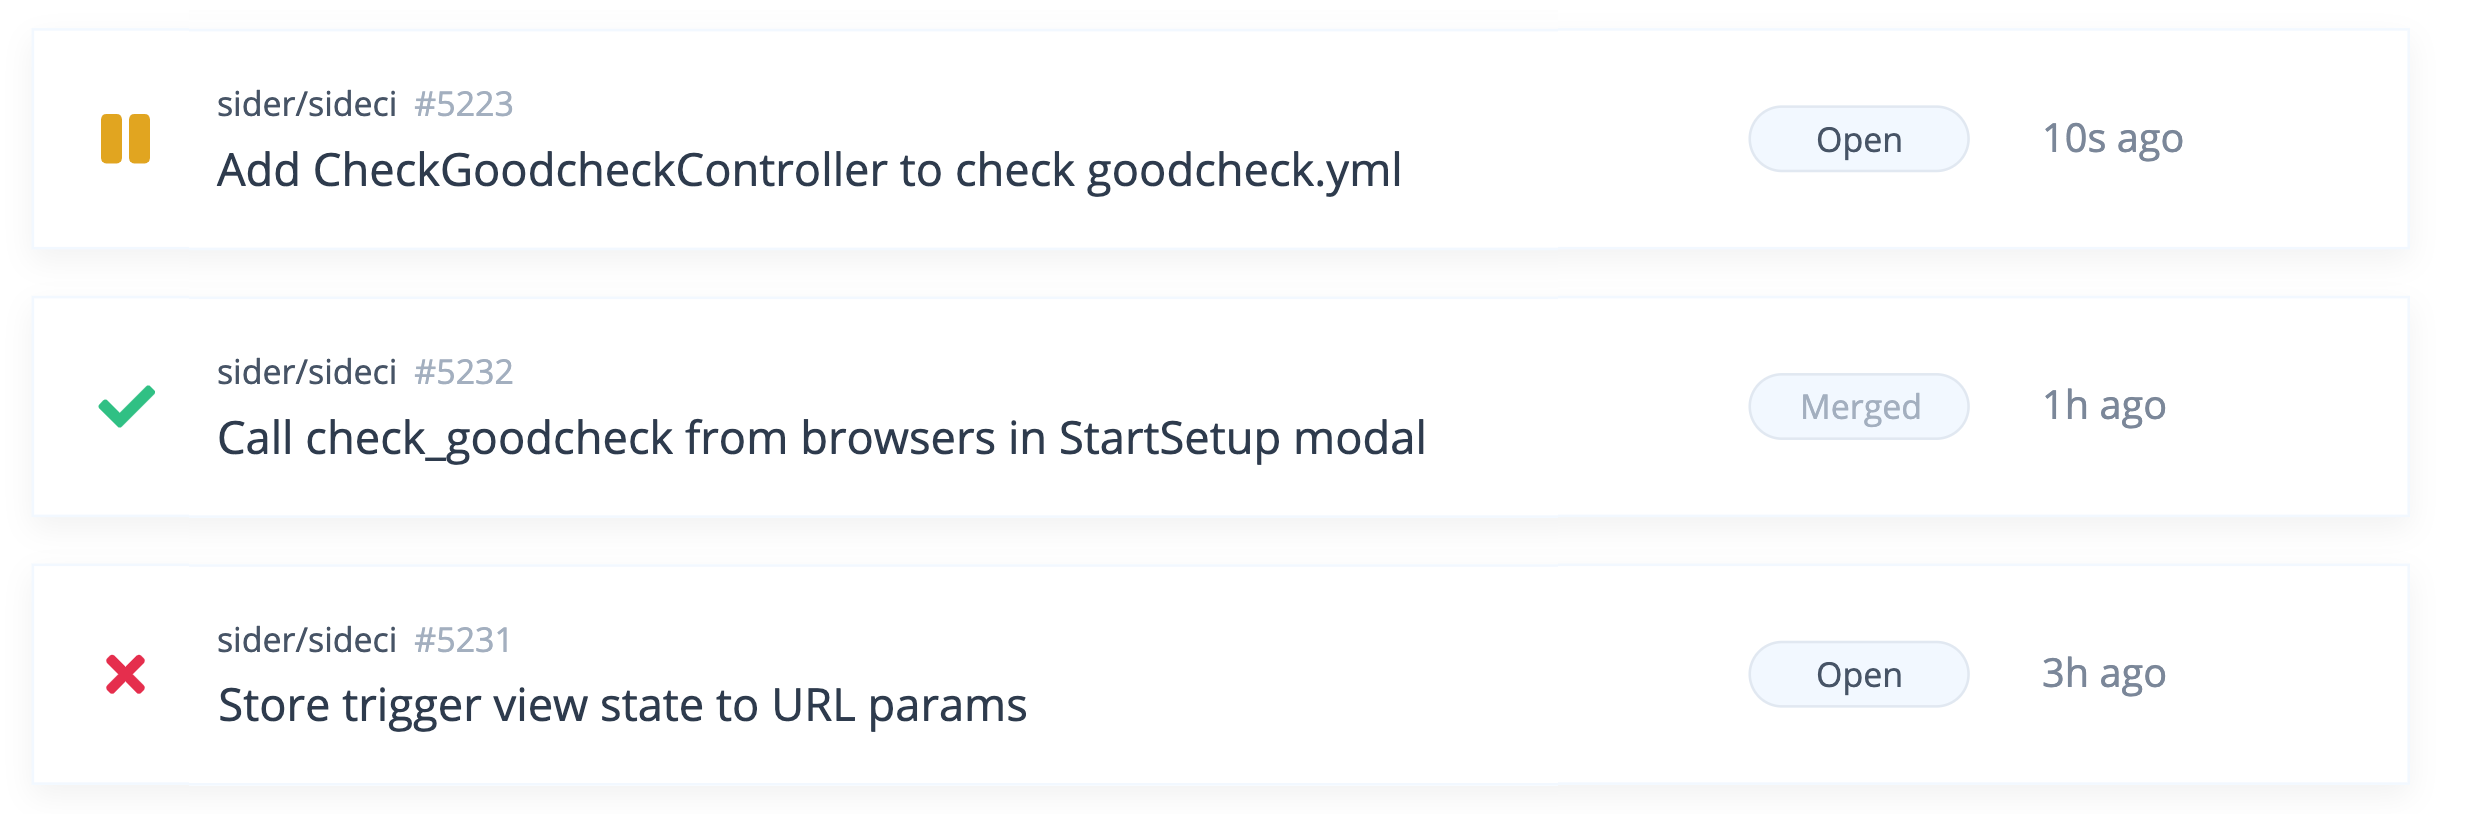 sider/sideci #5223
Add CheckGoodcheckController to check goodcheck.yml
Open
10s ago
sider/sideci #5232
Call check_goodcheck from browsers in StartSetup modal
Merged
1h ago
sider/sideci #5231
Store trigger view state to URL params
Open
3h ago